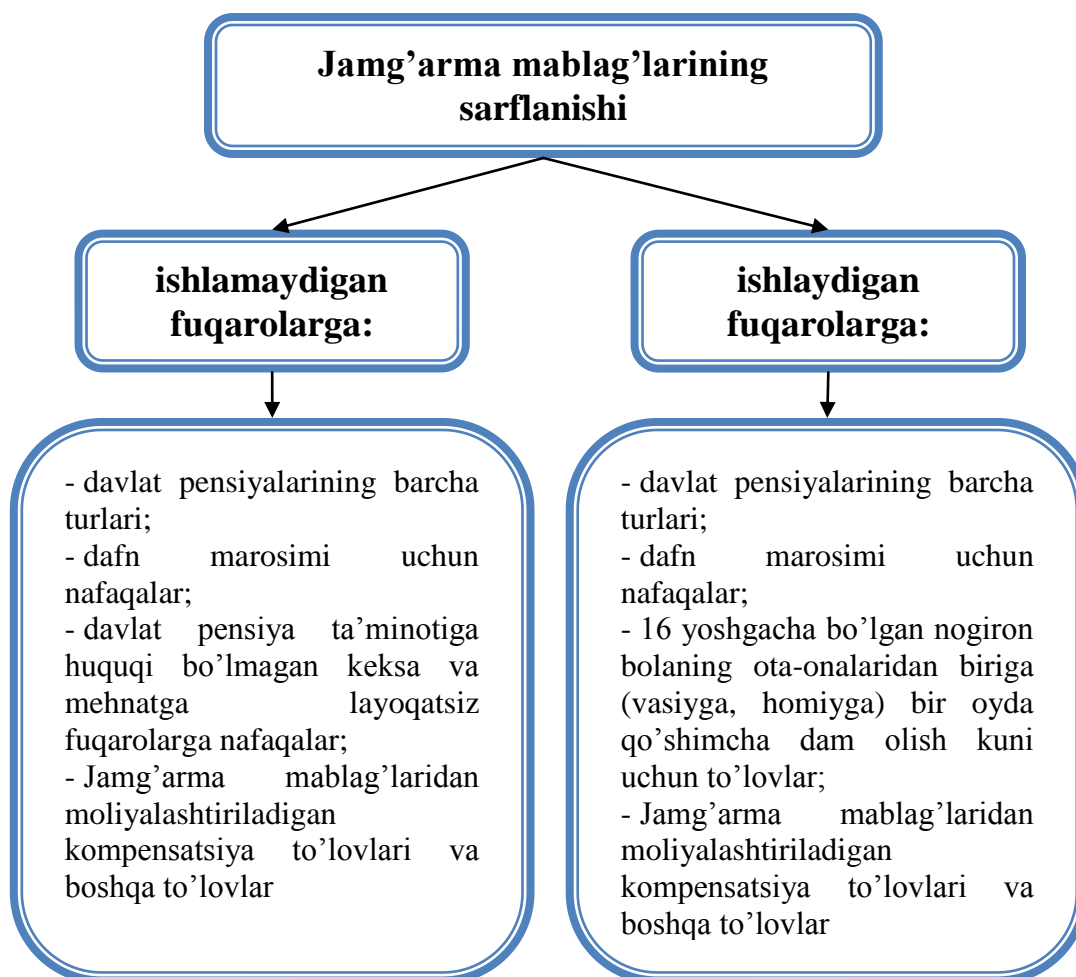 Jamg’arma mablag’larining
sarflanishi
ishlamaydigan
fuqarolarga:
ishlaydigan
fuqarolarga:
- davlat pensiyalarining barcha
turlari;
- dafn marosimi uchun
nafaqalar;
- davlat pensiya ta’minotiga
huquqi bo’lmagan keksa va
mehnatga layoqatsiz
fuqarolarga nafaqalar;
- Jamg’arma mablag’laridan
moliyalashtiriladigan
kompensatsiya to’lovlari va
boshqa to’lovlar
- davlat pensiyalarining barcha
turlari;
- dafn marosimi uchun
nafaqalar;
- 16 yoshgacha bo’lgan nogiron
bolaning ota-onalaridan biriga
(vasiyga, homiyga) bir oyda
qo’shimcha dam olish kuni
uchun to’lovlar;
- Jamg’arma mablag’laridan
moliyalashtiriladigan
kompensatsiya to’lovlari va
boshqa to’lovlar